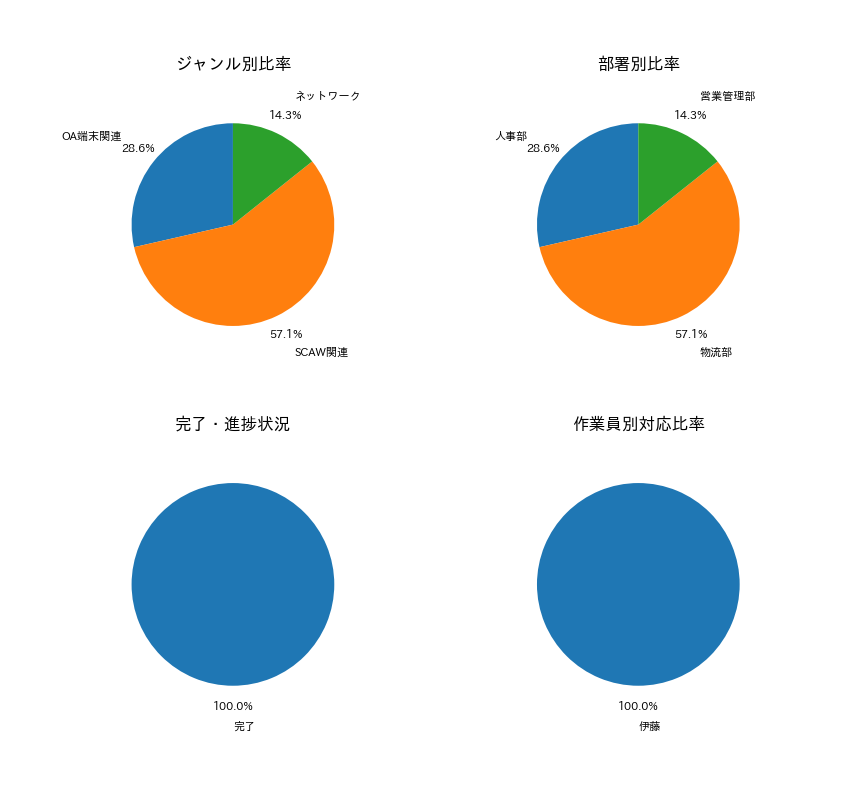 ジャンル別比率
ネットワーク
14.3%
OA端末関連
28.6%
57.1%
SCAW関連
部署別比率
営業管理部
14.3%
人事部
28.6%
57.1%
物流部
完了・進捗状況
100.0%
完了
作業員別対応比率
100.0%
伊藤